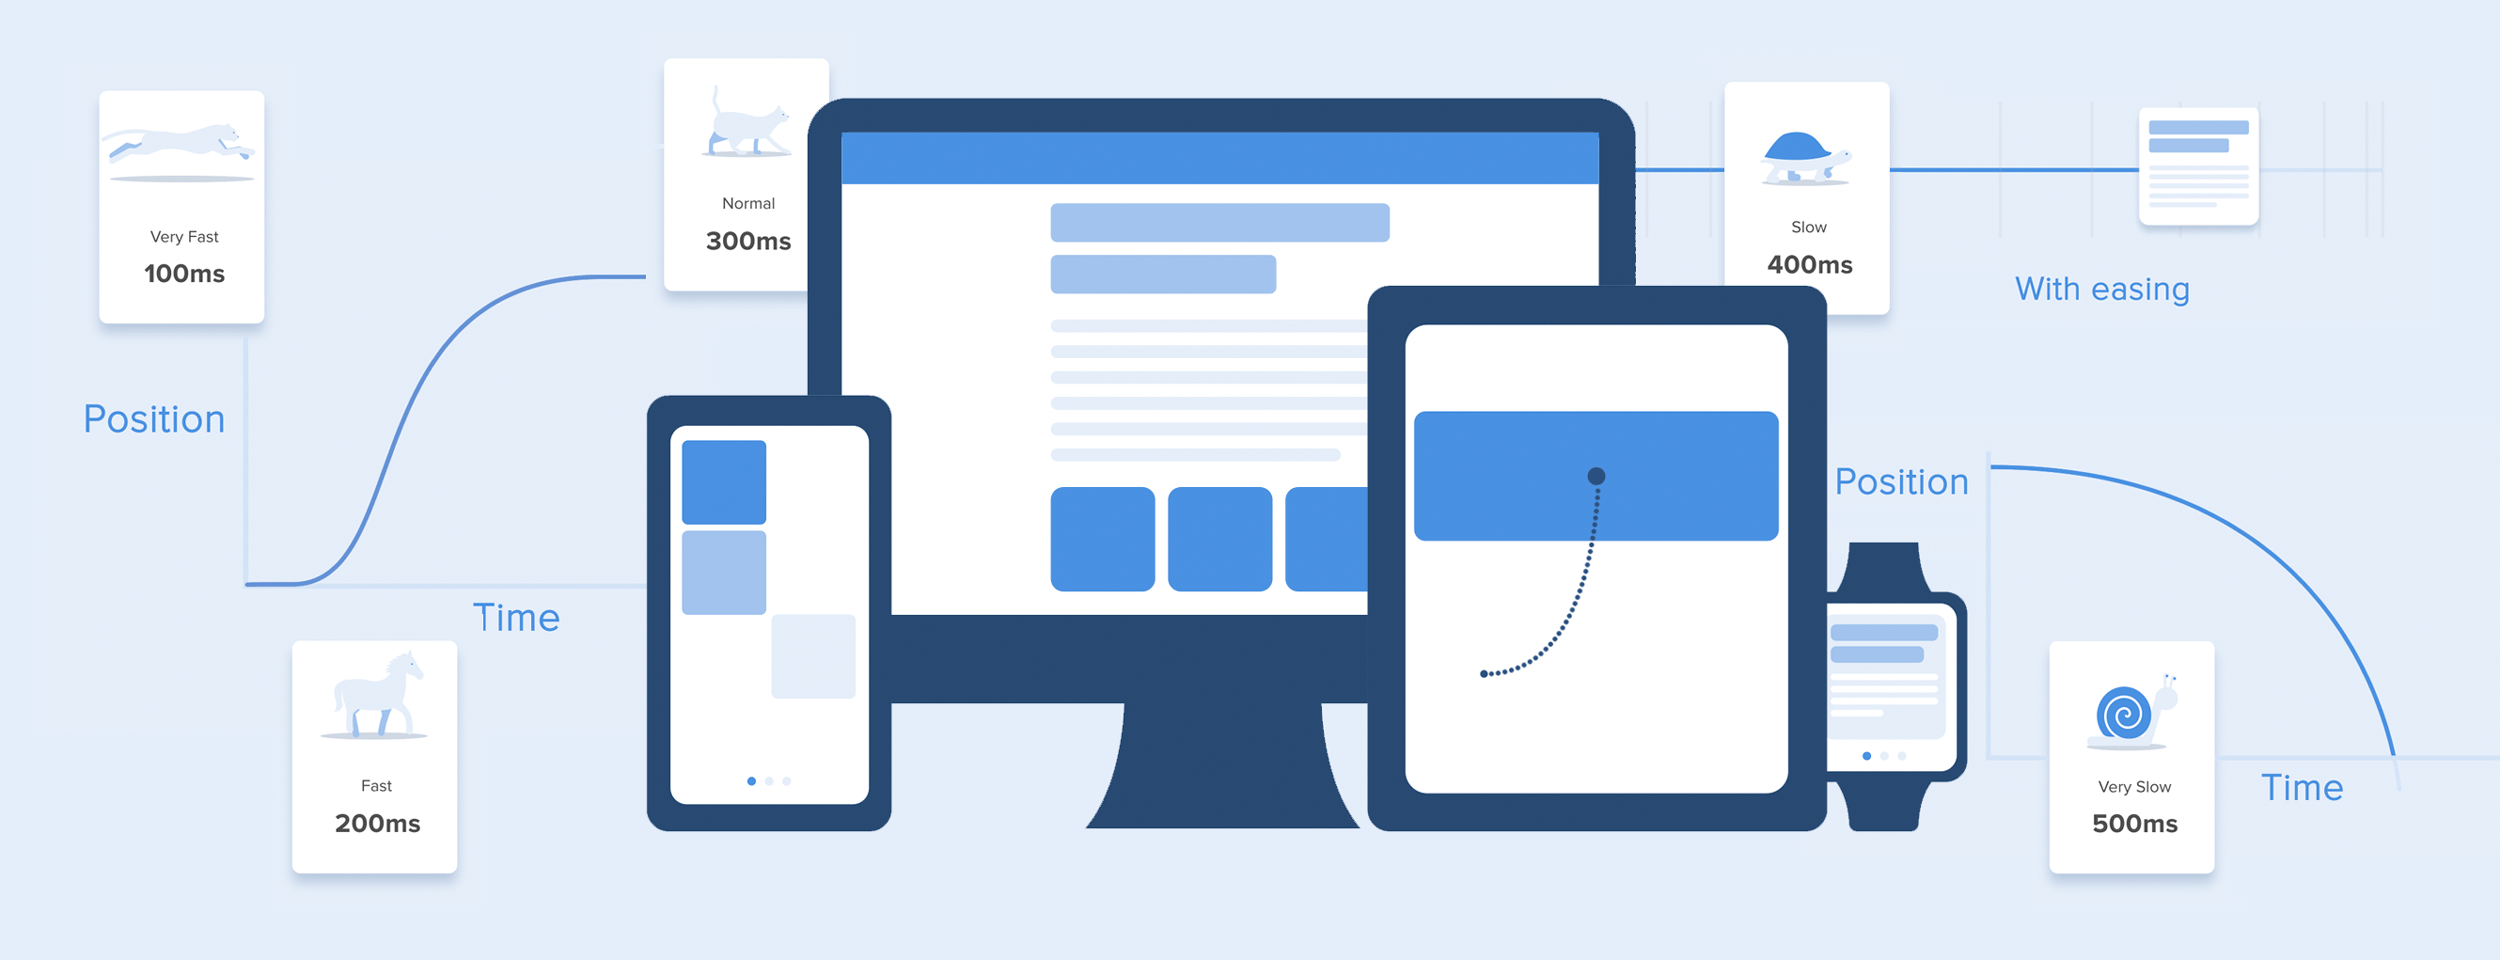 Very Fast
100ms
Normal
300ms
Slow
400ms
With easing
Position
Time
Position
Fast
200ms
Very Slow
500ms
Time